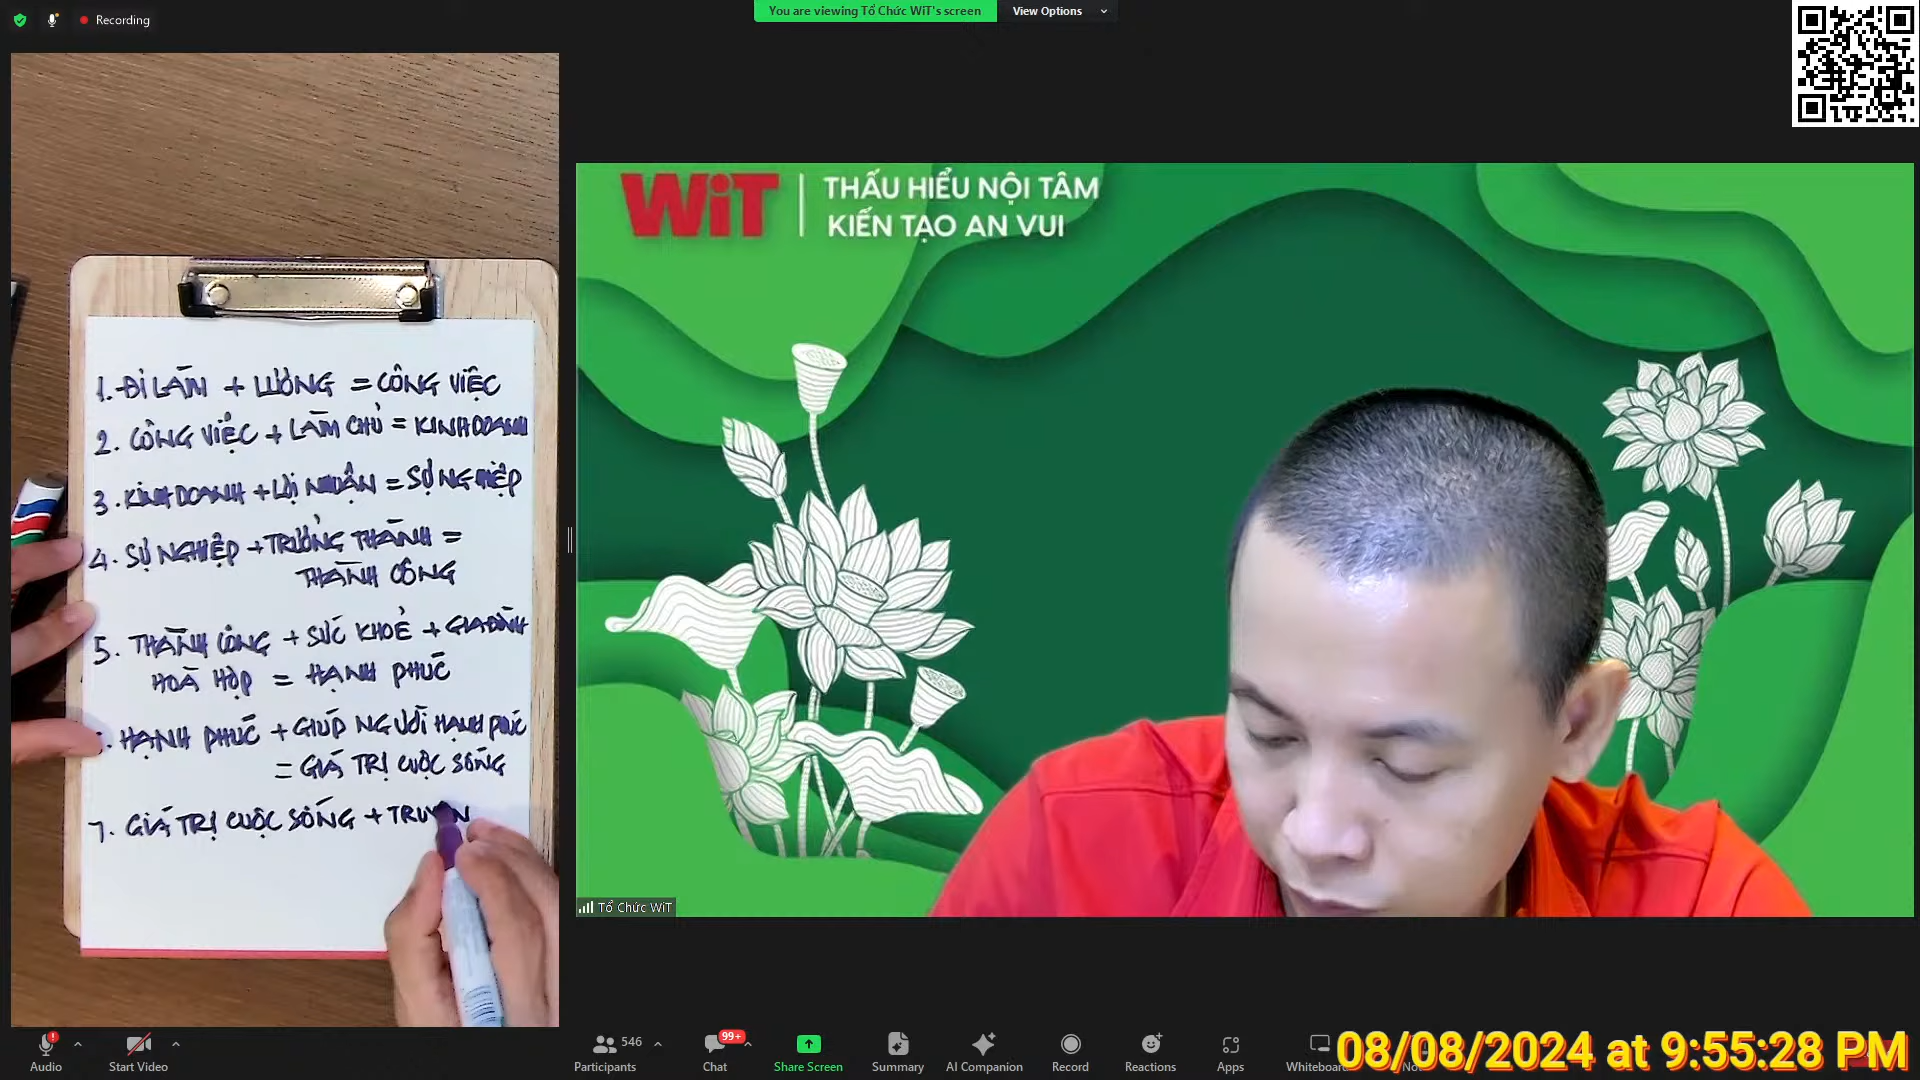 Recording
You are viewing Tổ Chức WiT's screen
View Options
1. ĐI LÀM + LƯƠNG = CÔNG VIỆC
2. CÔNG VIỆC + LÀM CHỦ = KINH DOANH
3. KINH DOANH + LỢI NHUẬN = SỰ NGHIỆP
4. SỰ NGHIỆP + TRƯỞNG THÀNH =
THÀNH CÔNG
5. THÀNH CÔNG + SỨC KHOẺ + GIA ĐÌNH
HOÀ HỢP = HẠNH PHÚC
. HẠNH PHÚC + GIÚP NGƯỜI HẠNH PHÚC
= GIÁ TRỊ CUỘC SỐNG
7. GIÁ TRỊ CUỘC SỐNG + TRUY
WiT
THẤU HIỂU NỘI TÂM
KIẾN TẠO AN VUI
Tổ Chức WiT
Audio
Start Video
546
Participants
99+
Chat
Share Screen
Summary
AI Companion
Record
Reactions
Apps
08/08/2024 at 9:55:28 PM